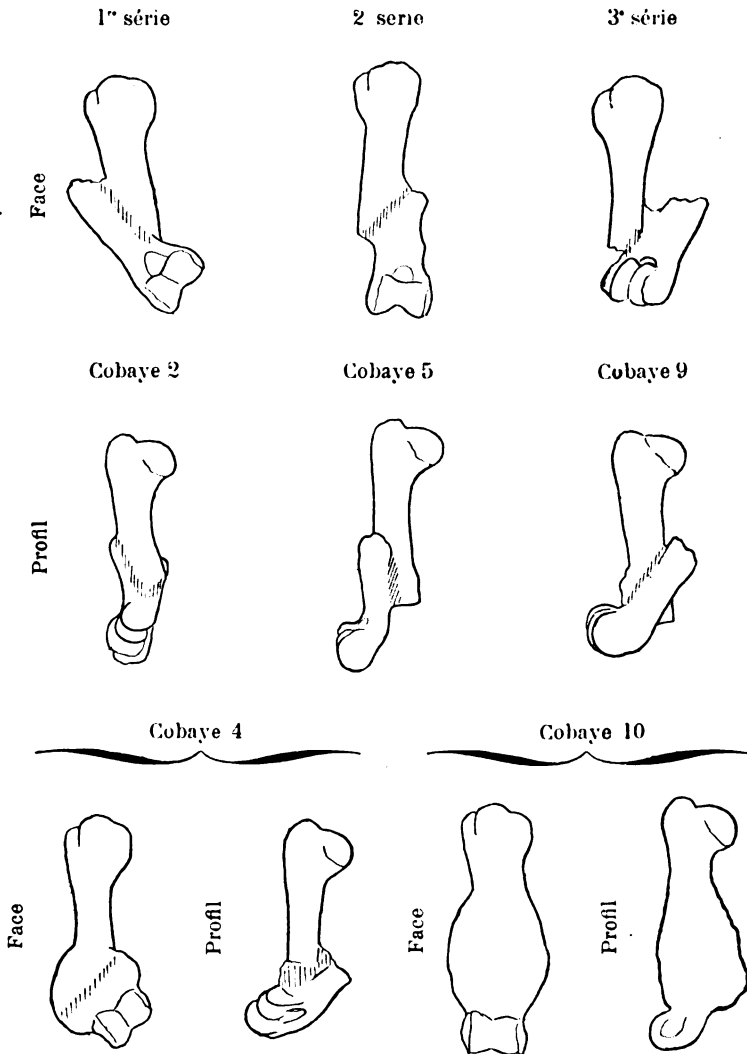 1re série 2 serie 3e série
Face
Cobaye 2 Cobaye 5 Cobaye 9
Profil
Cobaye 4 Cobaye 10
Face Profil Face Profil